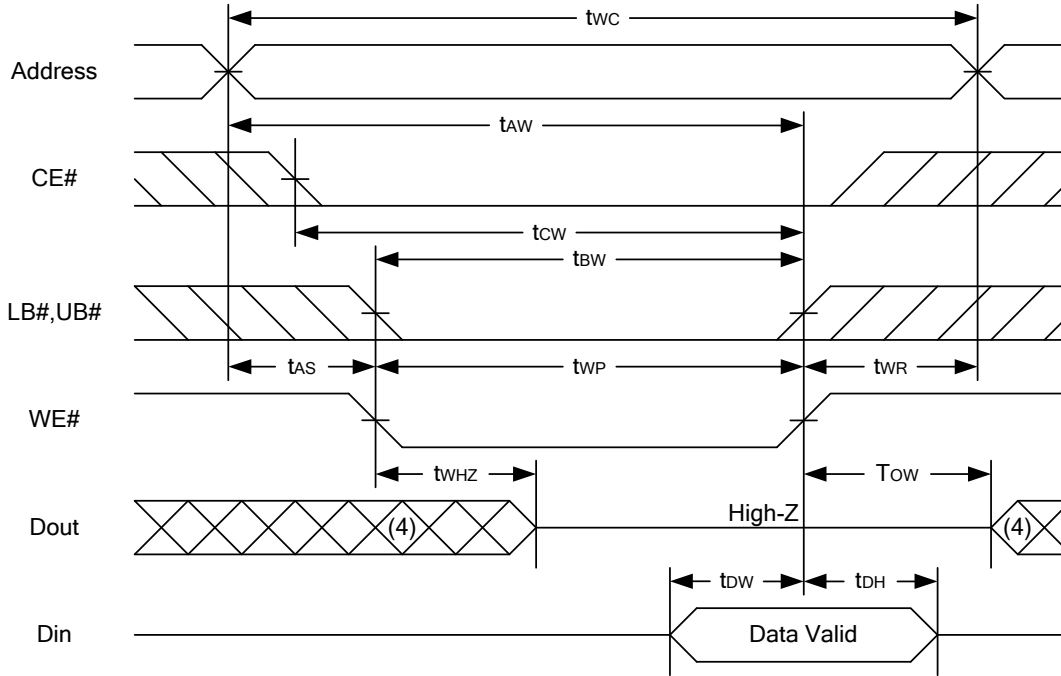 tWC
Address
tAW
CE#
tCW
tBW
LB#,UB#
tAS tWP tWR
WE#
tWHZ TOW
Dout (4) High-Z (4)
tDW tDH
Din Data Valid